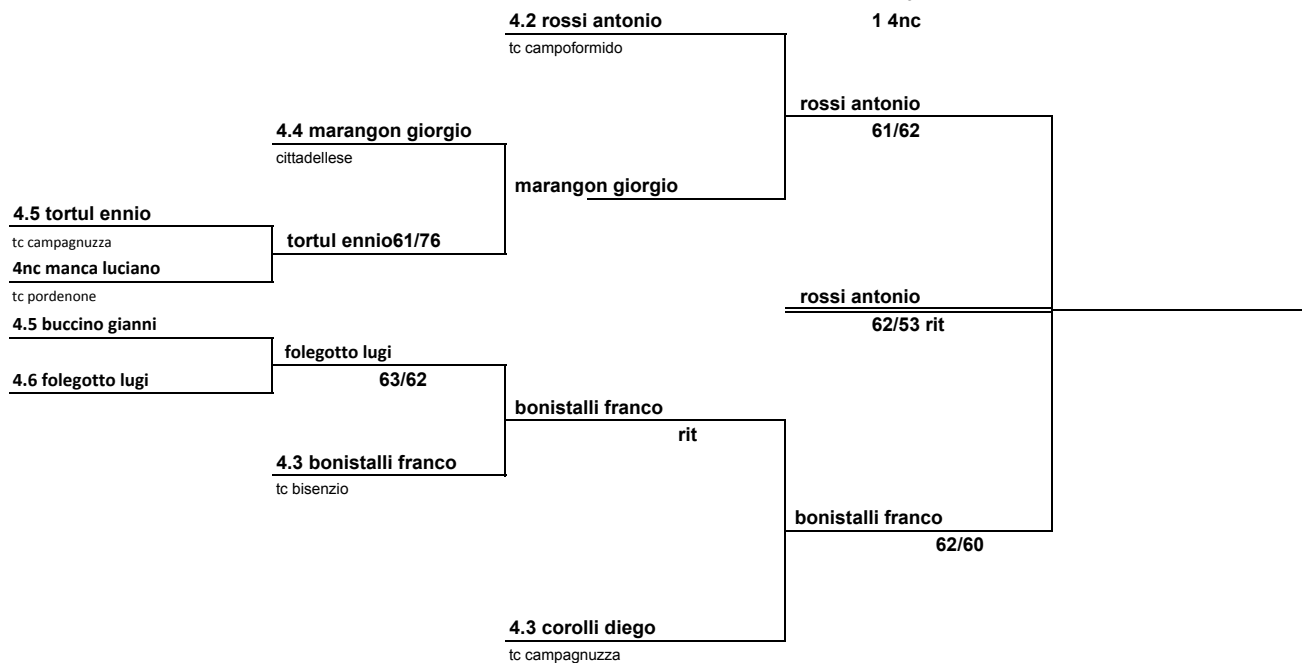 4.2 rossi antonio
1 4nc
tc campoformido
rossi antonio
61/62
4.4 marangon giorgio
cittadellese
marangon giorgio
4.5 tortul ennio
tc campagnuzza
tortul ennio61/76
4nc manca luciano
tc pordenone
rossi antonio
62/53 rit
4.5 buccino gianni
folegotto lugi
63/62
4.6 folegotto lugi
bonistalli franco
rit
4.3 bonistalli franco
tc bisenzio
bonistalli franco
62/60
4.3 corolli diego
tc campagnuzza